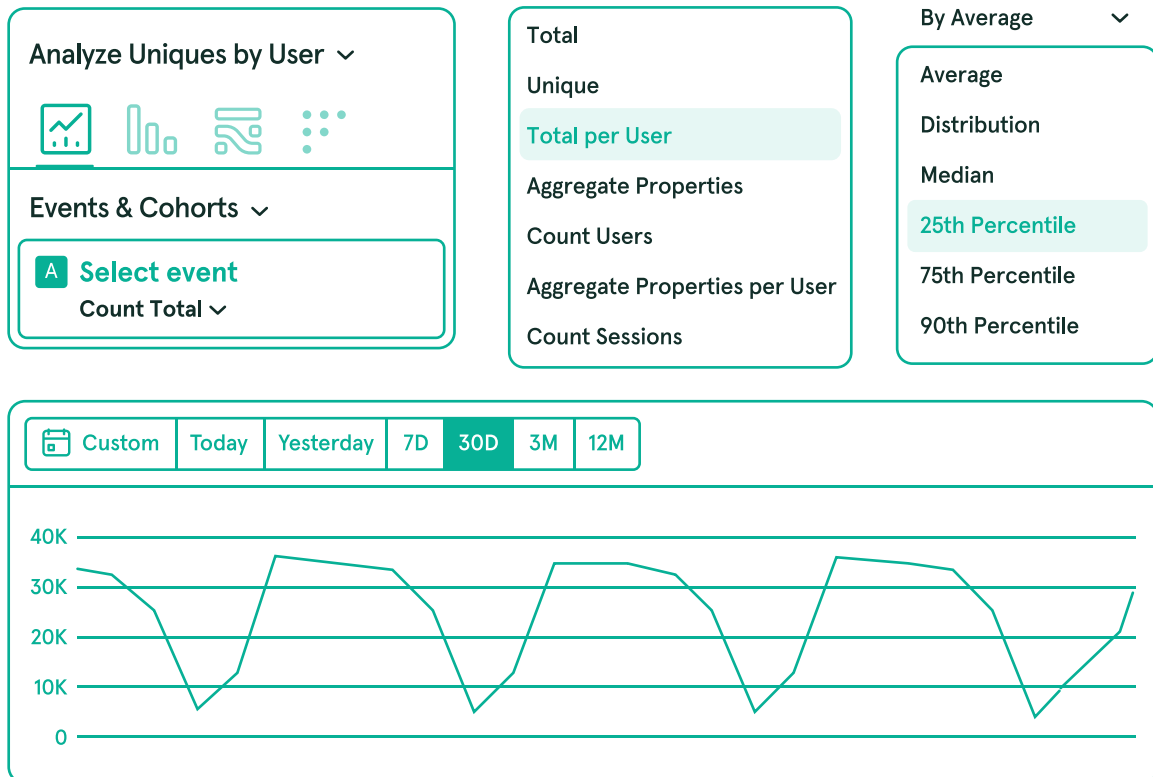 Analyze Uniques by User
Events & Cohorts
A Select event
Count Total
Total
Unique
Total per User
Aggregate Properties
Count Users
Aggregate Properties per User
Count Sessions
By Average
Average
Distribution
Median
25th Percentile
75th Percentile
90th Percentile
Custom Today Yesterday 7D 30D 3M 12M
40K
30K
20K
10K
0